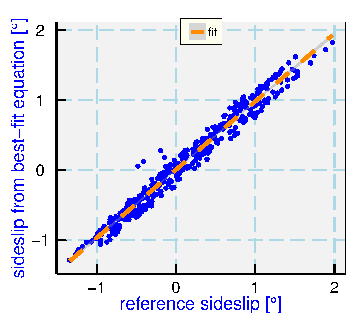 fit
sideslip from best−fit equation [°]
2
1
0
−1
−1
0
1
2
reference sideslip [°]